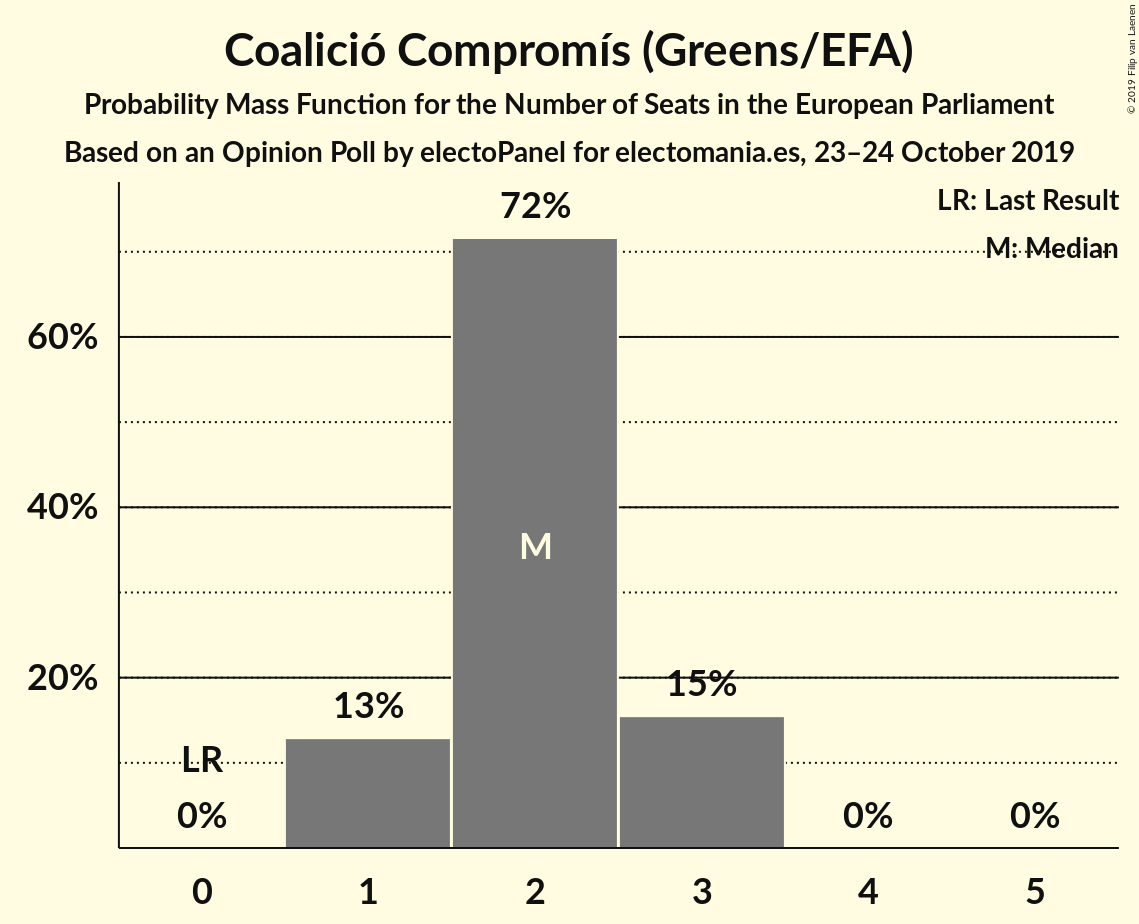 Coalició Compromís (Greens/EFA)
Probability Mass Function for the Number of Seats in the European Parliament
Based on an Opinion Poll by electoPanel for electomania.es, 23–24 October 2019
© 2019 Filip van Laenen
LR: Last Result
M: Median
72%
60%
40%
M
20%
15%
13%
LR
0%
0%
0%
0 1 2 3 4 5